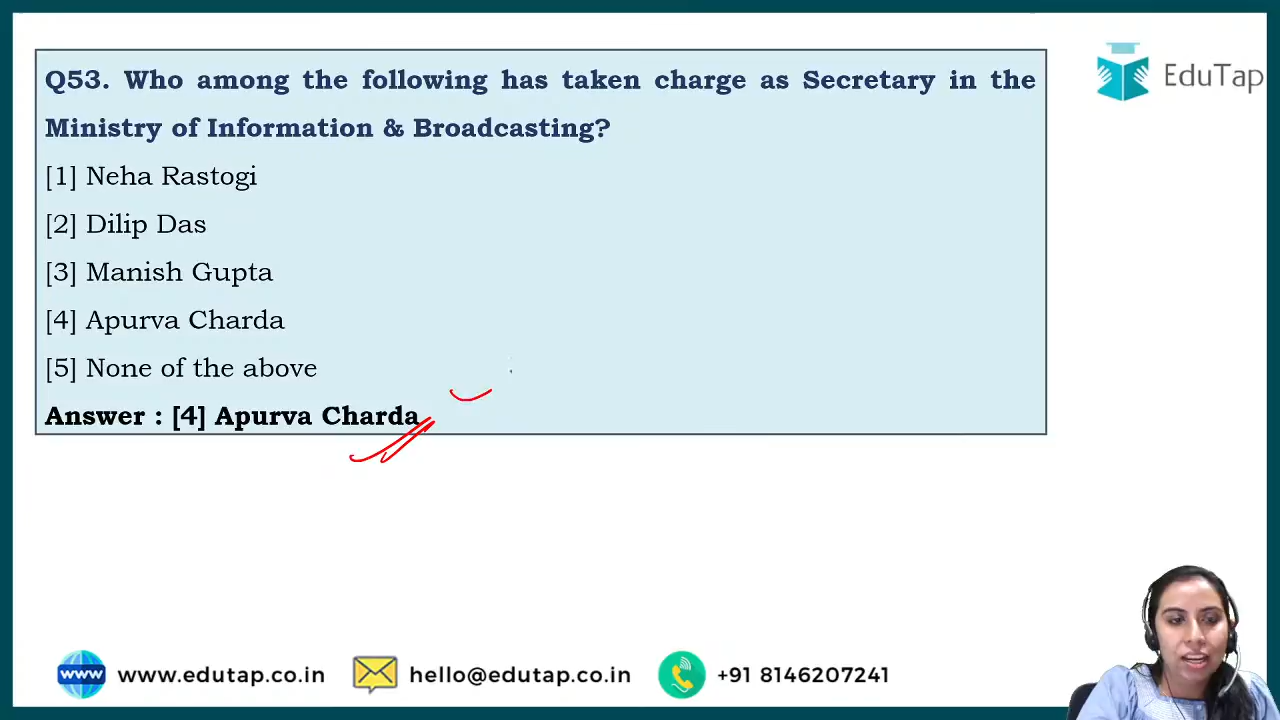 Q53. Who among the following has taken charge as Secretary in the
Ministry of Information & Broadcasting?
[1] Neha Rastogi
[2] Dilip Das
[3] Manish Gupta
[4] Apurva Charda
[5] None of the above
Answer : [4] Apurva Charda
EduTap
www www.edutap.co.in hello@edutap.co.in +91 8146207241